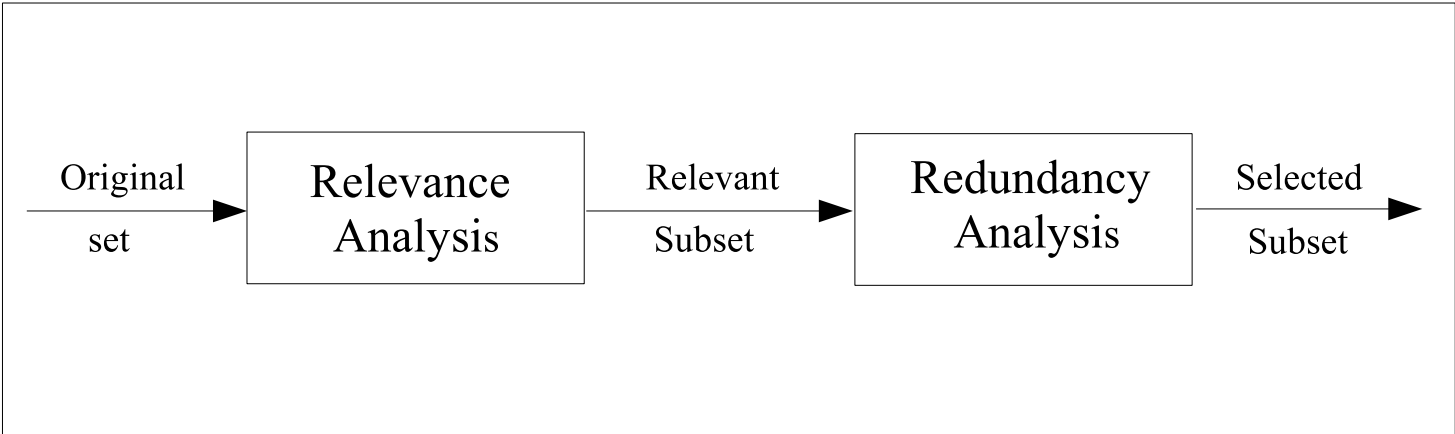 Original
set
Relevance
Analysis
Relevant
Subset
Redundancy
Analysis
Selected
Subset